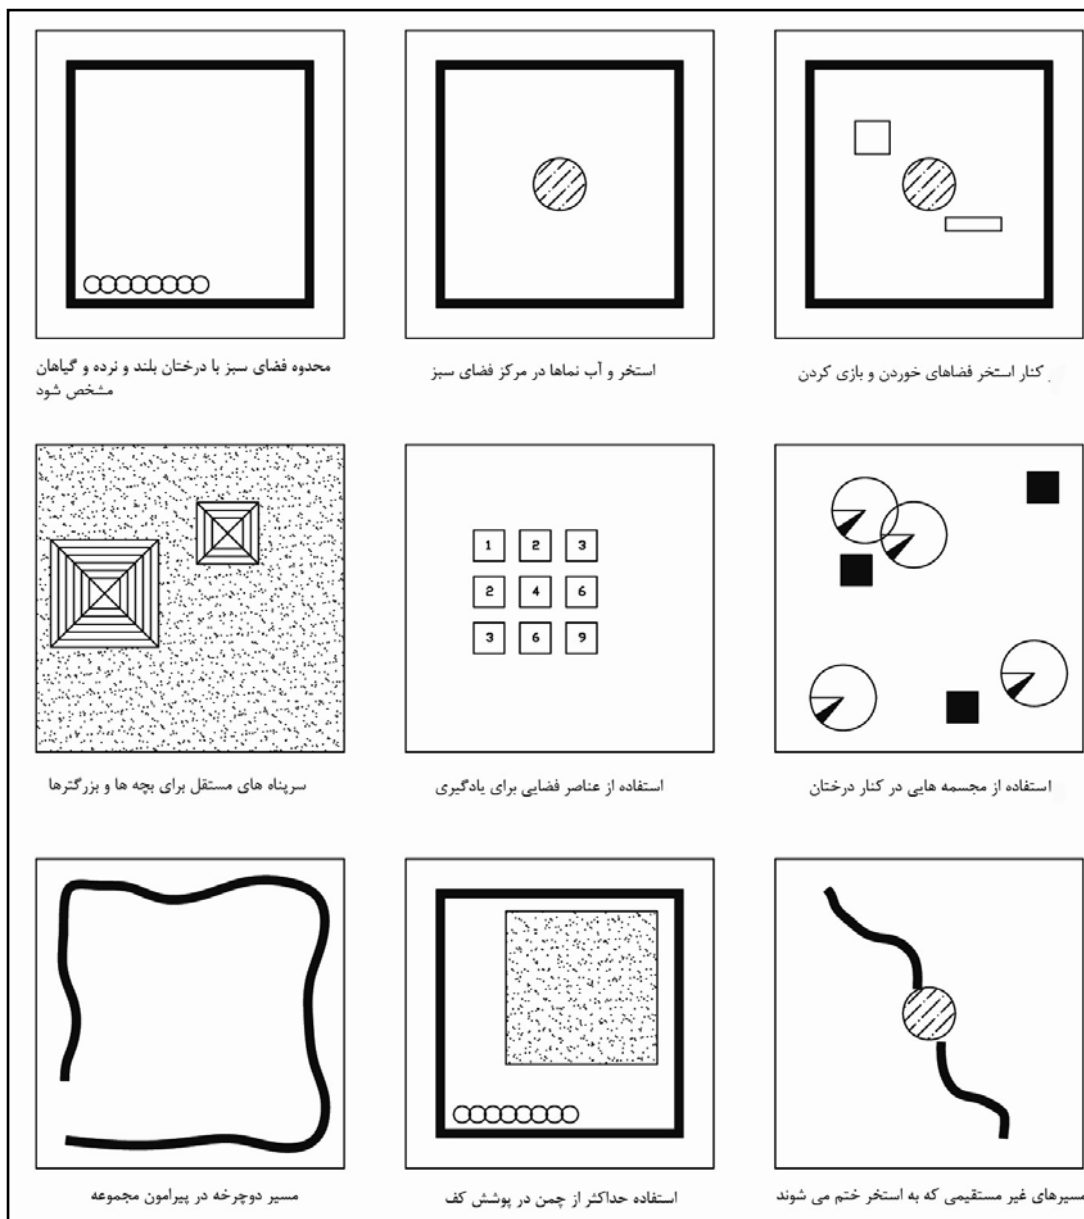 کنار استخر فضاهای خوردن و بازی کردن
استخر و آب نماها در مرکز فضای سبز
محدوده فضای سبز با درختان بلند و نرده و گیاهان
مشخص شود
استفاده از مجسمه هایی در کنار درختان
1 2 3
2 4 6
3 6 9
استفاده از عناصر فضایی برای یادگیری
سرپناه های مستقل برای بچه ها و بزرگترها
مسیرهای غیر مستقیمی که به استخر ختم می شوند
استفاده حداکثر از چمن در پوشش کف
مسیر دوچرخه در پیرامون مجموعه